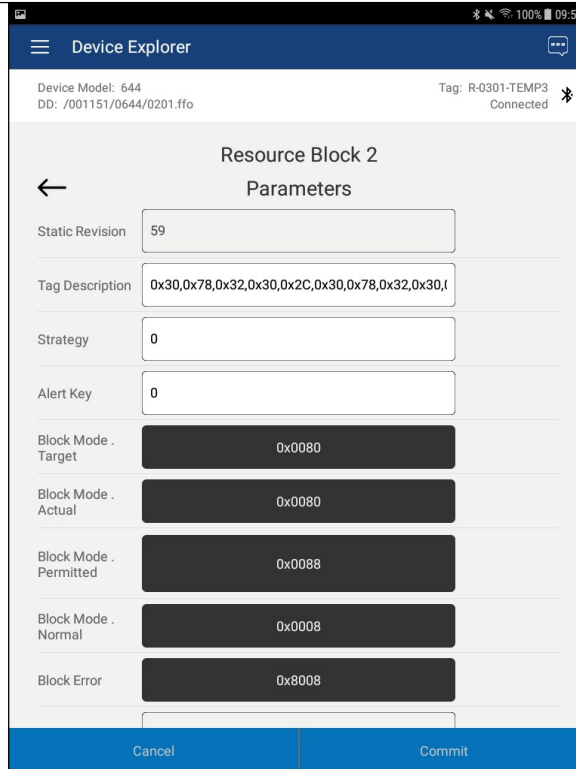 100% 09:5
Device Explorer
Device Model: 644
Tag: R-0301-TEMP3
DD: /001151/0644/0201.ffo
Connected
Resource Block 2
Parameters
Static Revision
59
Tag Description
0x30,0x78,0x32,0x30,0x2C,0x30,0x78,0x32,0x30,(
Strategy
0
Alert Key
0
Block Mode .
Target
0x0080
Block Mode .
Actual
0x0080
Block Mode .
Permitted
0x0088
Block Mode .
Normal
0x0008
Block Error
0x8008
Cancel
Commit